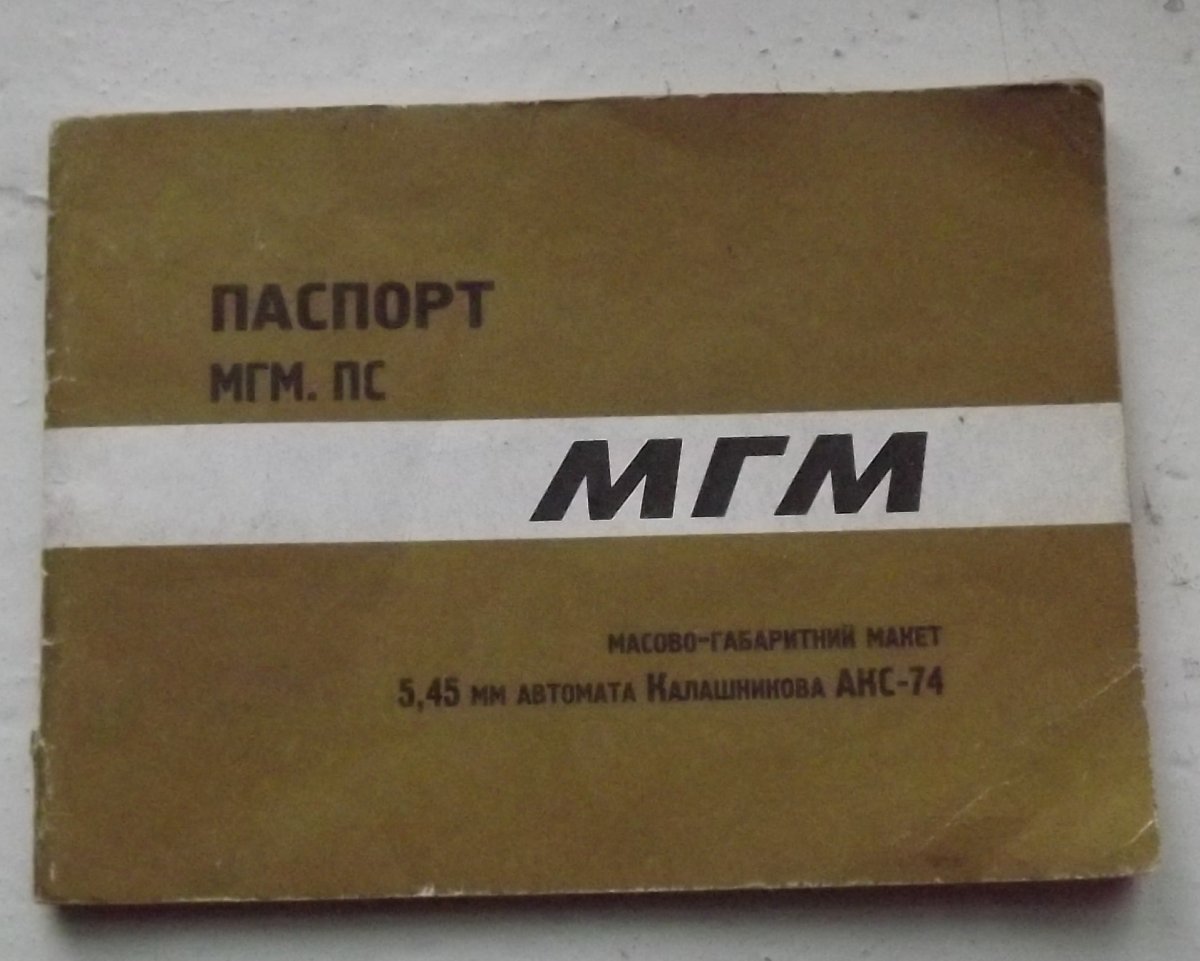 ПАСПОРТ
МГМ. ПС
МГМ
МАСОВО-ГАБАРИТНИЙ МАКЕТ
5,45 ММ АВТОМАТА КАЛАШНИКОВА АКС-74